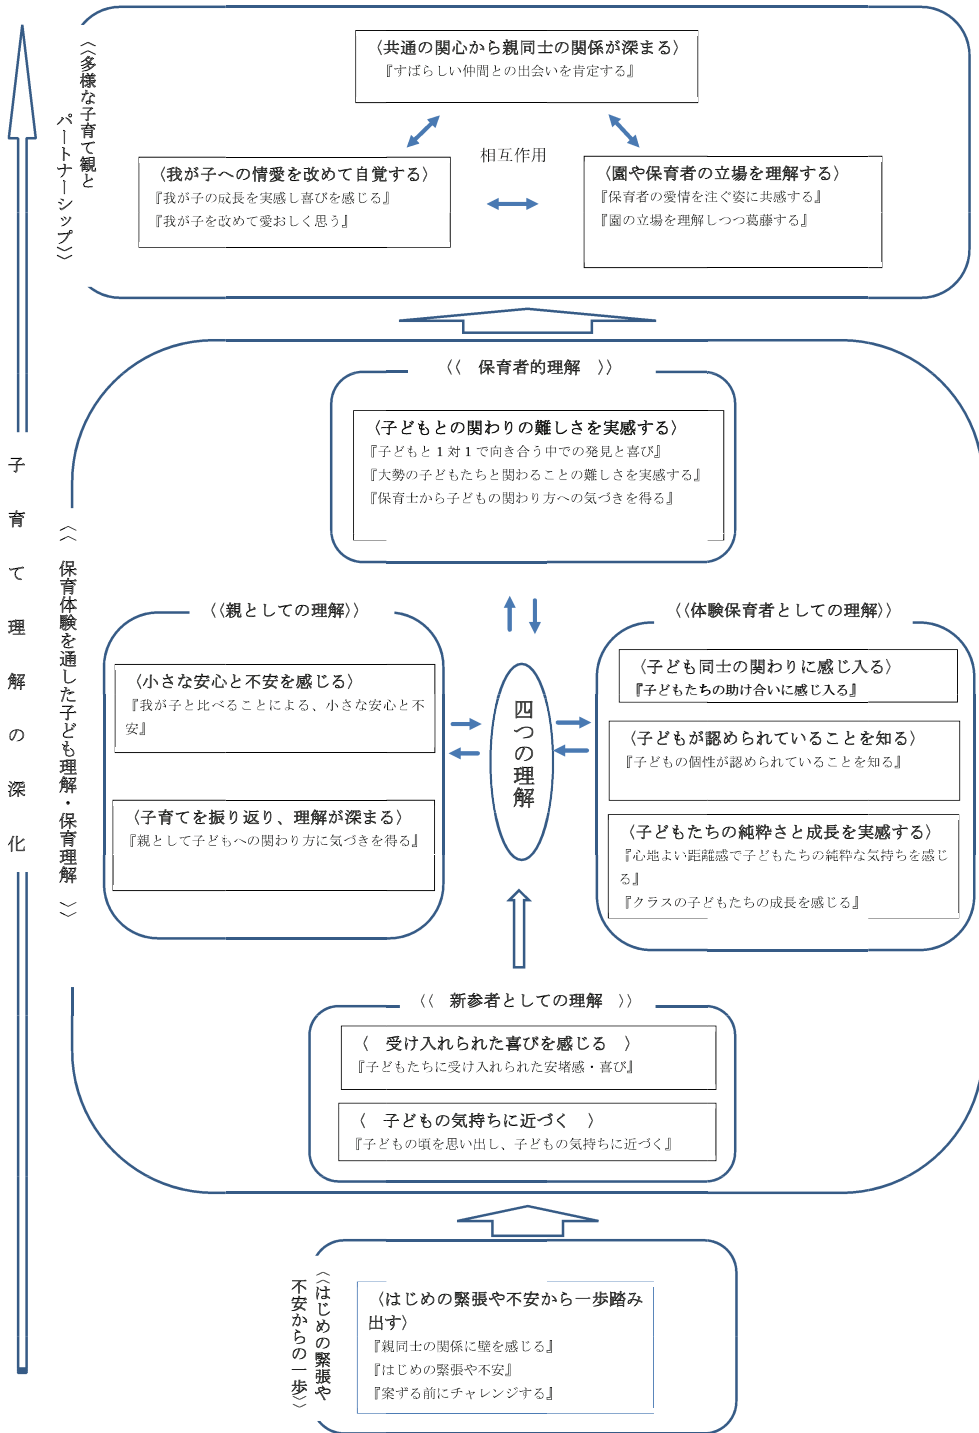 〈〈多様な子育て観と
パートナーシップ〉〉
〈共通の関心から親同士の関係が深まる〉
『すばらしい仲間との出会いを肯定する』
相互作用
〈我が子への情愛を改めて自覚する〉
『我が子の成長を実感し喜びを感じる』
『我が子を改めて愛おしく思う』
〈園や保育者の立場を理解する〉
『保育者の愛情を注ぐ姿に共感する』
『園の立場を理解しつつ葛藤する』
子育て理解の深化
〈〈 保育体験を通した子ども理解・保育理解 〉〉
〈〈 保育者的理解 〉〉
〈子どもとの関わりの難しさを実感する〉
『子どもと1対1で向き合う中での発見と喜び』
『大勢の子どもたちと関わることの難しさを実感する』
『保育士から子どもの関わり方への気づきを得る』
〈〈親としての理解〉〉
〈小さな安心と不安を感じる〉
『我が子と比べることによる、小さな安心と不
安』
〈子育てを振り返り、理解が深まる〉
『親として子どもへの関わり方に気づきを得る』
四つの理解
〈〈体験保育者としての理解〉〉
〈子ども同士の関わりに感じ入る〉
『子どもたちの助け合いに感じ入る』
〈子どもが認められていることを知る〉
『子どもの個性が認められていることを知る』
〈子どもたちの純粋さと成長を実感する〉
『心地よい距離感で子どもたちの純粋な気持ちを感じ
る』
『クラスの子どもたちの成長を感じる』
〈〈 新参者としての理解 〉〉
〈 受け入れられた喜びを感じる 〉
『子どもたちに受け入れられた安堵感・喜び』
〈 子どもの気持ちに近づく 〉
『子どもの頃を思い出し、子どもの気持ちに近づく』
〈〈はじめの緊張や
不安からの一歩〉〉
〈はじめの緊張や不安から一歩踏み
出す〉
『親同士の関係に壁を感じる』
『はじめの緊張や不安』
『案ずる前にチャレンジする』